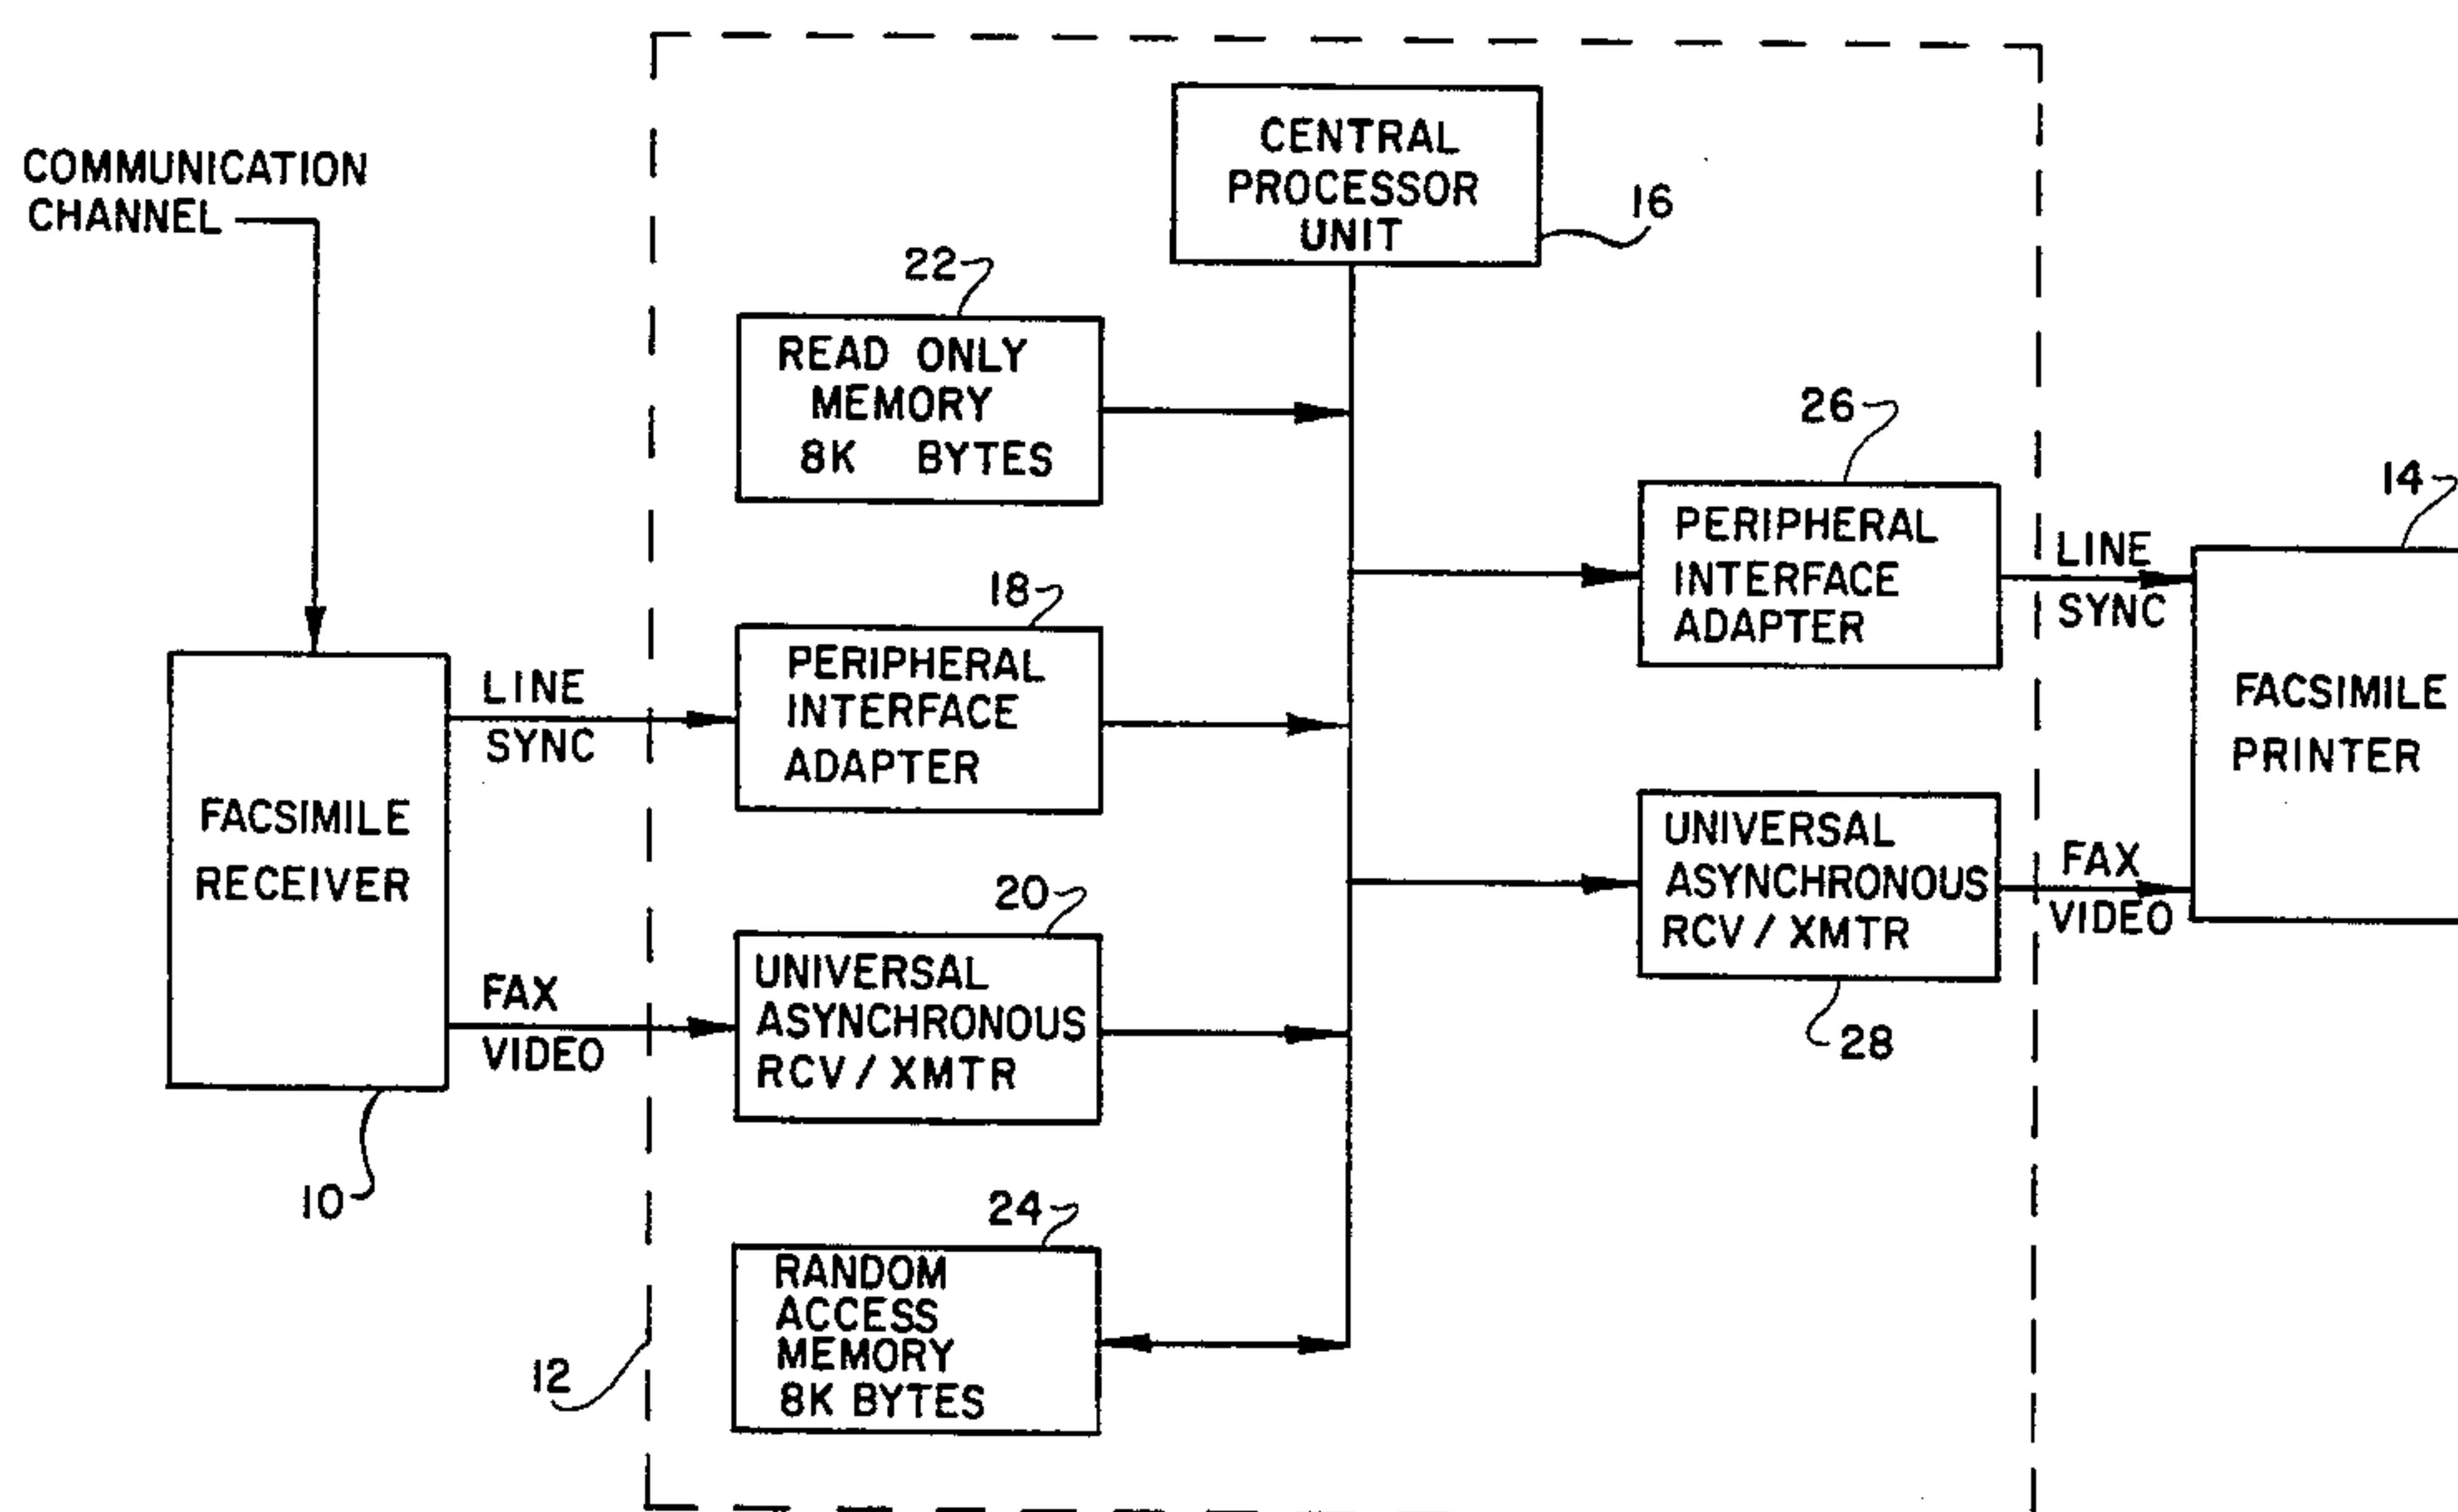 COMMUNICATION
CHANNEL
CENTRAL
PROCESSOR
UNIT
16
22
READ ONLY
MEMORY
8K BYTES
26
PERIPHERAL
INTERFACE
ADAPTER
14
LINE
SYNC
FACSIMILE
PRINTER
18
PERIPHERAL
INTERFACE
ADAPTER
LINE
SYNC
FACSIMILE
RECEIVER
10
FAX
VIDEO
20
UNIVERSAL
ASYNCHRONOUS
RCV / XMTR
UNIVERSAL
ASYNCHRONOUS
RCV / XMTR
28
FAX
VIDEO
24
RANDOM
ACCESS
MEMORY
8K BYTES
12